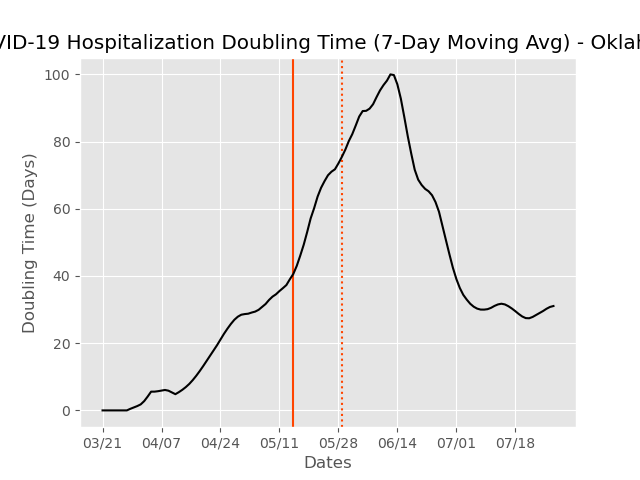 VID-19 Hospitalization Doubling Time (7-Day Moving Avg) - Oklah
Doubling Time (Days)
100
80
60
40
20
0
03/21 04/07 04/24 05/11 05/28 06/14 07/01 07/18
Dates